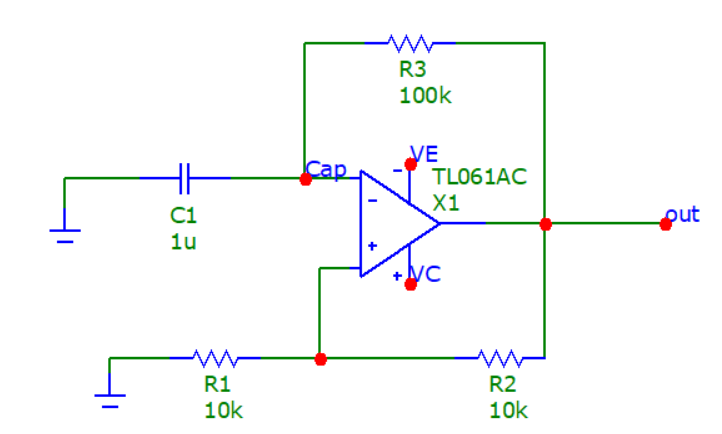 R3
100k
Cap
VE
-
TL061AC
X1
-
C1
1u
out
+
+
VC
R1
10k
R2
10k